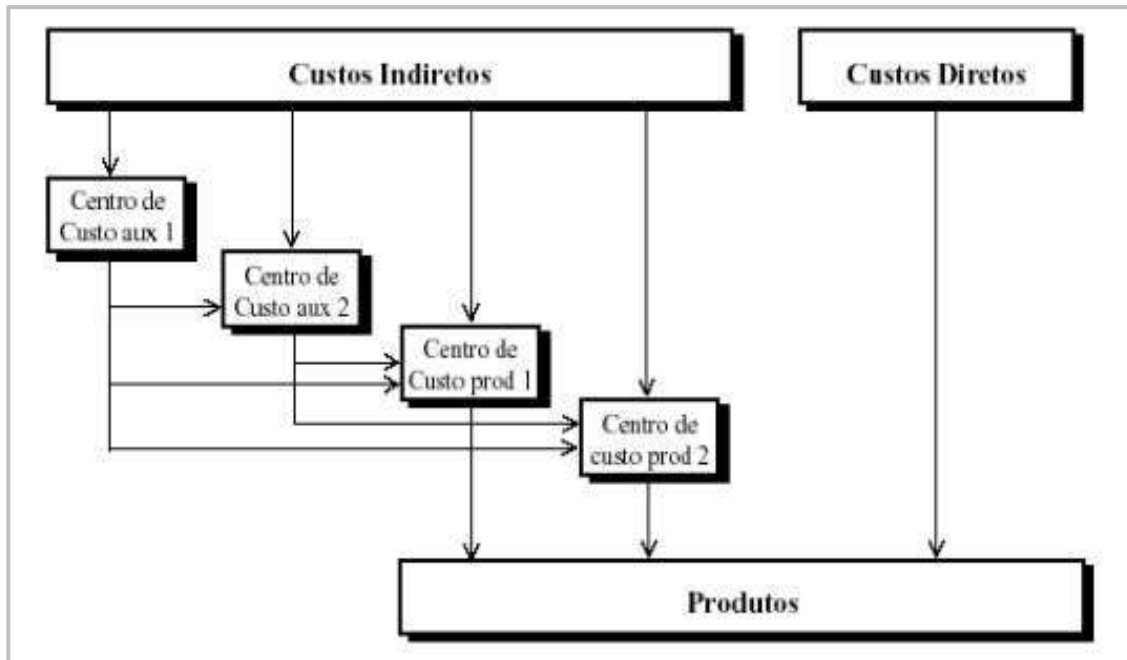 Custos Indiretos
Custos Diretos
Centro de
Custo aux 1
Centro de
Custo aux 2
Centro de
Custo prod 1
Centro de
custo prod 2
Produtos